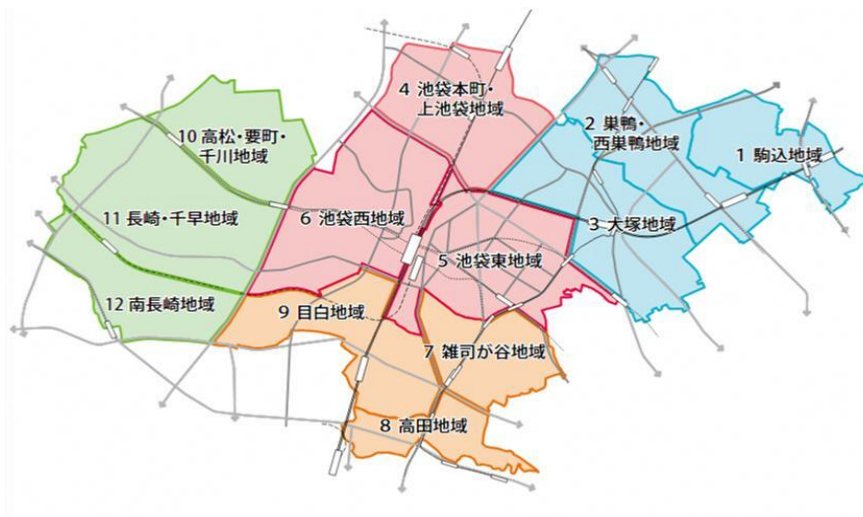 4 池袋本町・
上池袋地域
2 巣鴨・
西巣鴨地域
10 高松・要町・
千川地域
1 駒込地域
11 長崎・千早地域
6 池袋西地域
3 大塚地域
5 池袋東地域
12 南長崎地域
9 目白地域
7 雑司が谷地域
8 高田地域